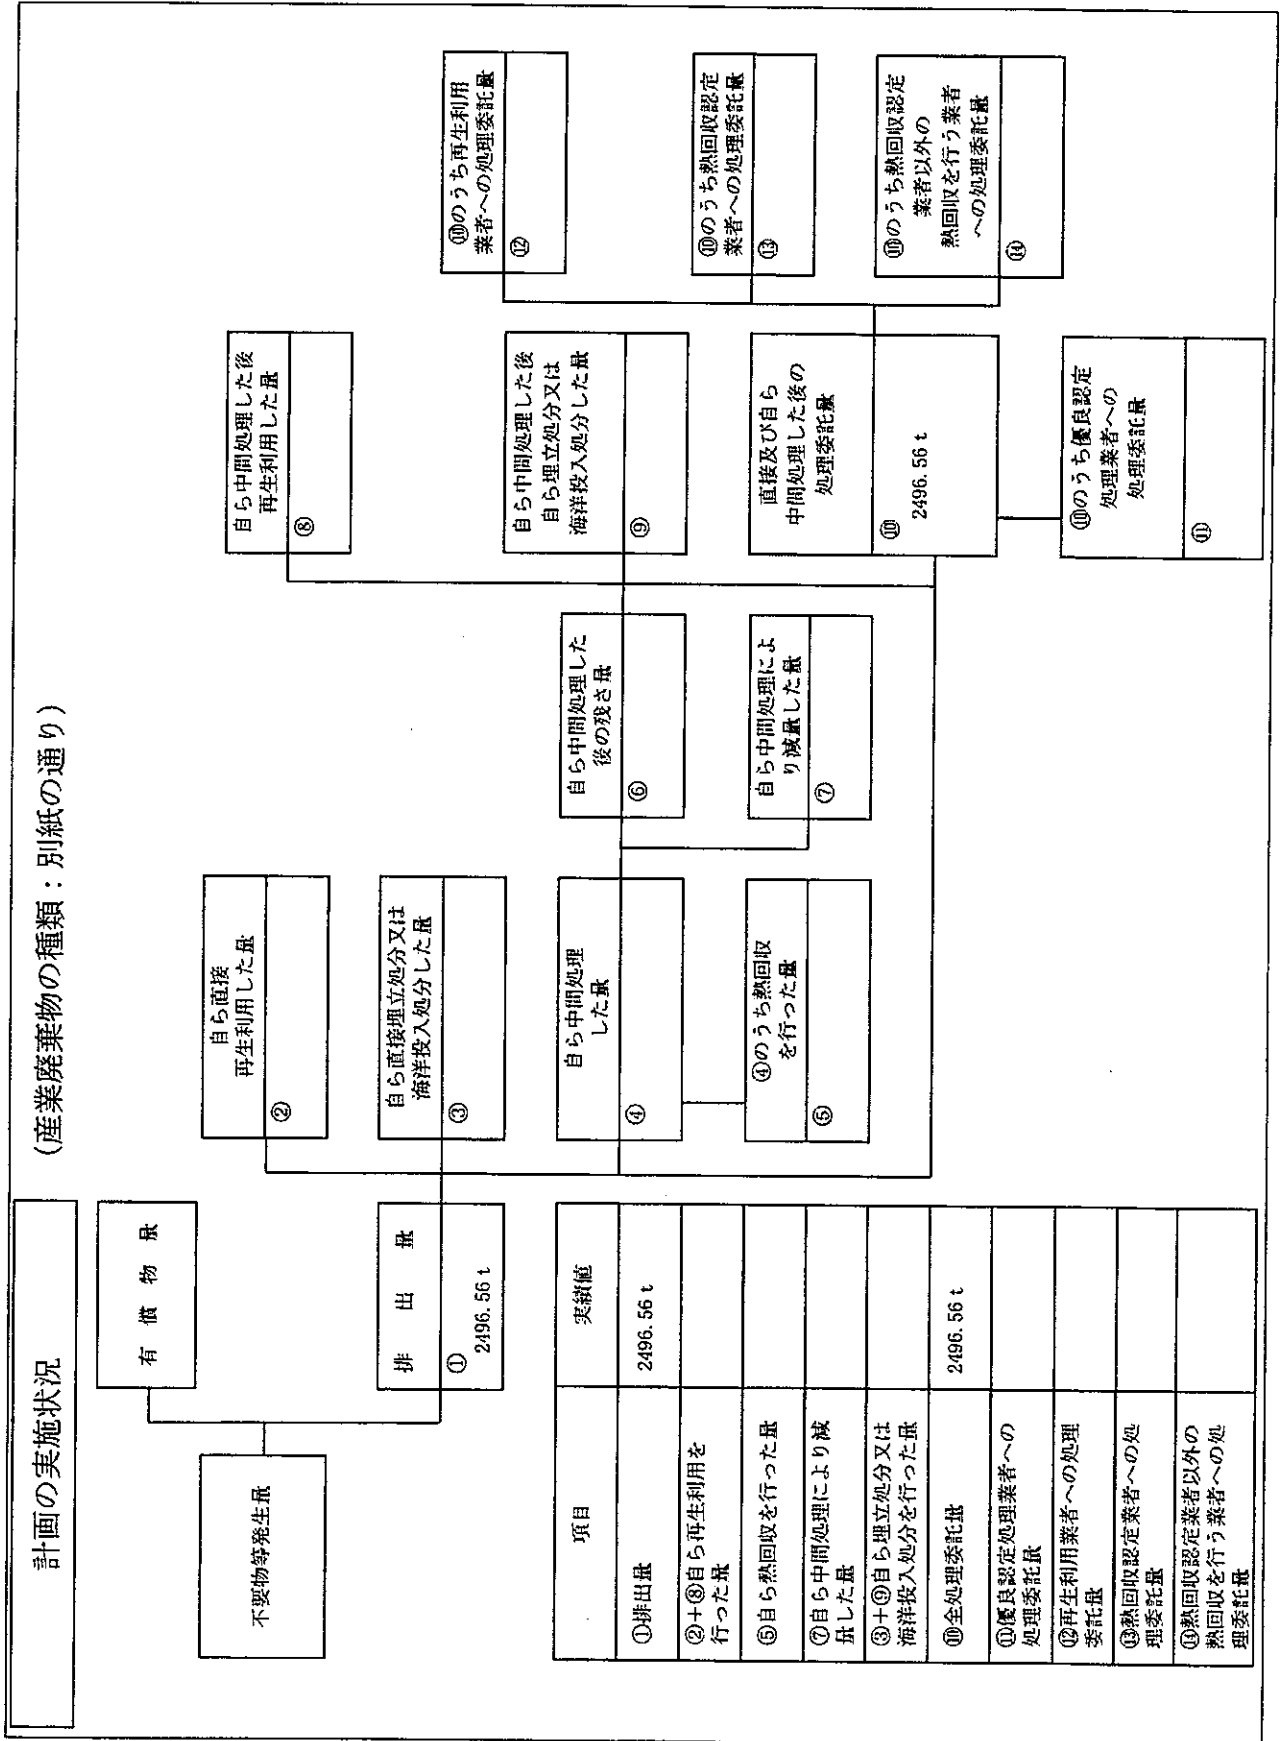 計画の実施状況
(産業廃棄物の種類：別紙の通り)
不要物等発生量
有 償 物 量
排 出 量
①
2496.56 t
自ら直接
再生利用した量
②
自ら直接埋立処分又は
海洋投入処分した量
③
自ら中間処理
した量
④
④のうち熱回収
を行った量
⑤
自ら中間処理した
後の残さ量
⑥
自ら中間処理によ
り減量した量
⑦
自ら中間処理した後
再生利用した量
⑧
自ら中間処理した後
自ら埋立処分又は
海洋投入処分した量
⑨
直接及び自ら
中間処理した後の
処理委託量
⑩
2496.56 t
⑩のうち優良認定
処理業者への
処理委託量
⑪
⑩のうち再生利用
業者への処理委託量
⑫
⑩のうち熱回収認定
業者への処理委託量
⑬
⑩のうち熱回収認定
業者以外の
熱回収を行う業者
への処理委託量
⑭
項目
実績値
①排出量
2496.56 t
②+⑧自ら再生利用を
行った量
⑤自ら熱回収を行った量
⑦自ら中間処理により減
量した量
③+⑨自ら埋立処分又は
海洋投入処分を行った量
⑩全処理委託量
2496.56 t
⑪優良認定処理業者への
処理委託量
⑫再生利用業者への処理
委託量
⑬熱回収認定業者への処
理委託量
⑭熱回収認定業者以外の
熱回収を行う業者への処
理委託量